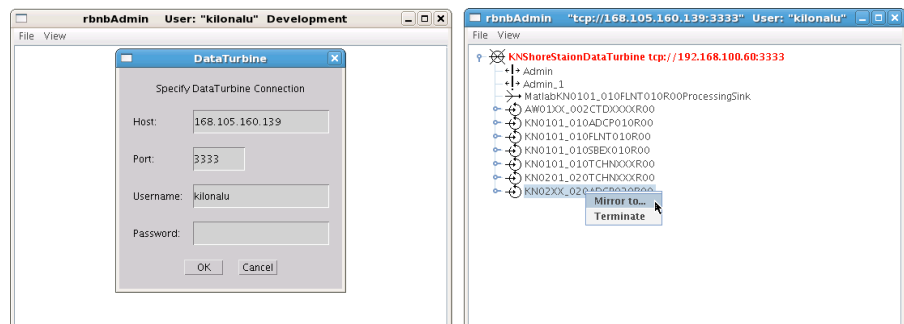 rbnbAdmin User: "kilonalu" Development
File View
DataTurbine
Specify DataTurbine Connection
Host: 168.105.160.139
Port: 3333
Username: kilonalu
Password:
OK Cancel
rbnbAdmin "tcp://168.105.160.139:3333" User: "kilonalu"
File View
KNShoreStaionDataTurbine tcp://192.168.100.60:3333
Admin
Admin_1
MatlabKN0101_010FLNT010R00ProcessingSink
AW01XX_002CTDXXXXR00
KN0101_010ADCP010R00
KN0101_010FLNT010R00
KN0101_010SBEX010R00
KN0101_010TCHNXXXR00
KN0201_020TCHNXXXR00
KN02XX_020ADCP020R00
Mirror to...
Terminate